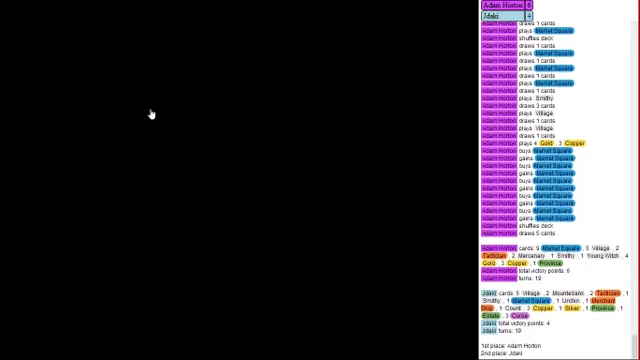 Adam Horton 6
Jdaki 4
Adam Horton draws 1 cards
Adam Horton plays Market Square
Adam Horton shuffles deck
Adam Horton draws 1 cards
Adam Horton plays Market Square
Adam Horton draws 1 cards
Adam Horton plays Market Square
Adam Horton draws 1 cards
Adam Horton plays Market Square
Adam Horton draws 1 cards
Adam Horton plays Smithy
Adam Horton draws 3 cards
Adam Horton plays Village
Adam Horton draws 1 cards
Adam Horton plays Village
Adam Horton draws 1 cards
Adam Horton plays 4 Gold , 3 Copper
Adam Horton buys Market Square
Adam Horton gains Market Square
Adam Horton buys Market Square
Adam Horton gains Market Square
Adam Horton buys Market Square
Adam Horton gains Market Square
Adam Horton buys Market Square
Adam Horton gains Market Square
Adam Horton buys Market Square
Adam Horton gains Market Square
Adam Horton shuffles deck
Adam Horton draws 5 cards
Adam Horton cards: 9 Market Square , 5 Village , 2
Tactician , 2 Mercenary , 1 Smithy , 1 Young Witch , 4
Gold , 3 Copper , 1 Province
Adam Horton total victory points: 6
Adam Horton turns: 19
Jdaki cards: 5 Village , 2 Mountebank , 2 Tactician , 1
Smithy , 1 Market Square , 1 Urchin , 1 Merchant
Ship , 1 Count , 3 Copper , 1 Silver , 1 Province , 1
Estate , 3 Curse
Jdaki total victory points: 4
Jdaki turns: 19
1st place: Adam Horton
2nd place: Jdaki